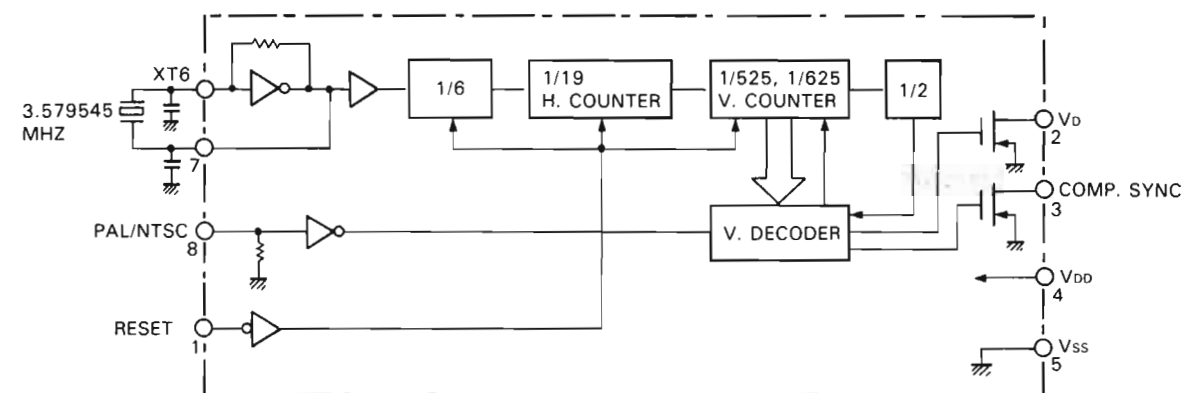 XT6
3.579545
MHZ
7
1/6
1/19
H. COUNTER
1/525, 1/625
V. COUNTER
1/2
VD
2
COMP. SYNC
3
PAL/NTSC
8
V. DECODER
VDD
4
RESET
1
VSS
5